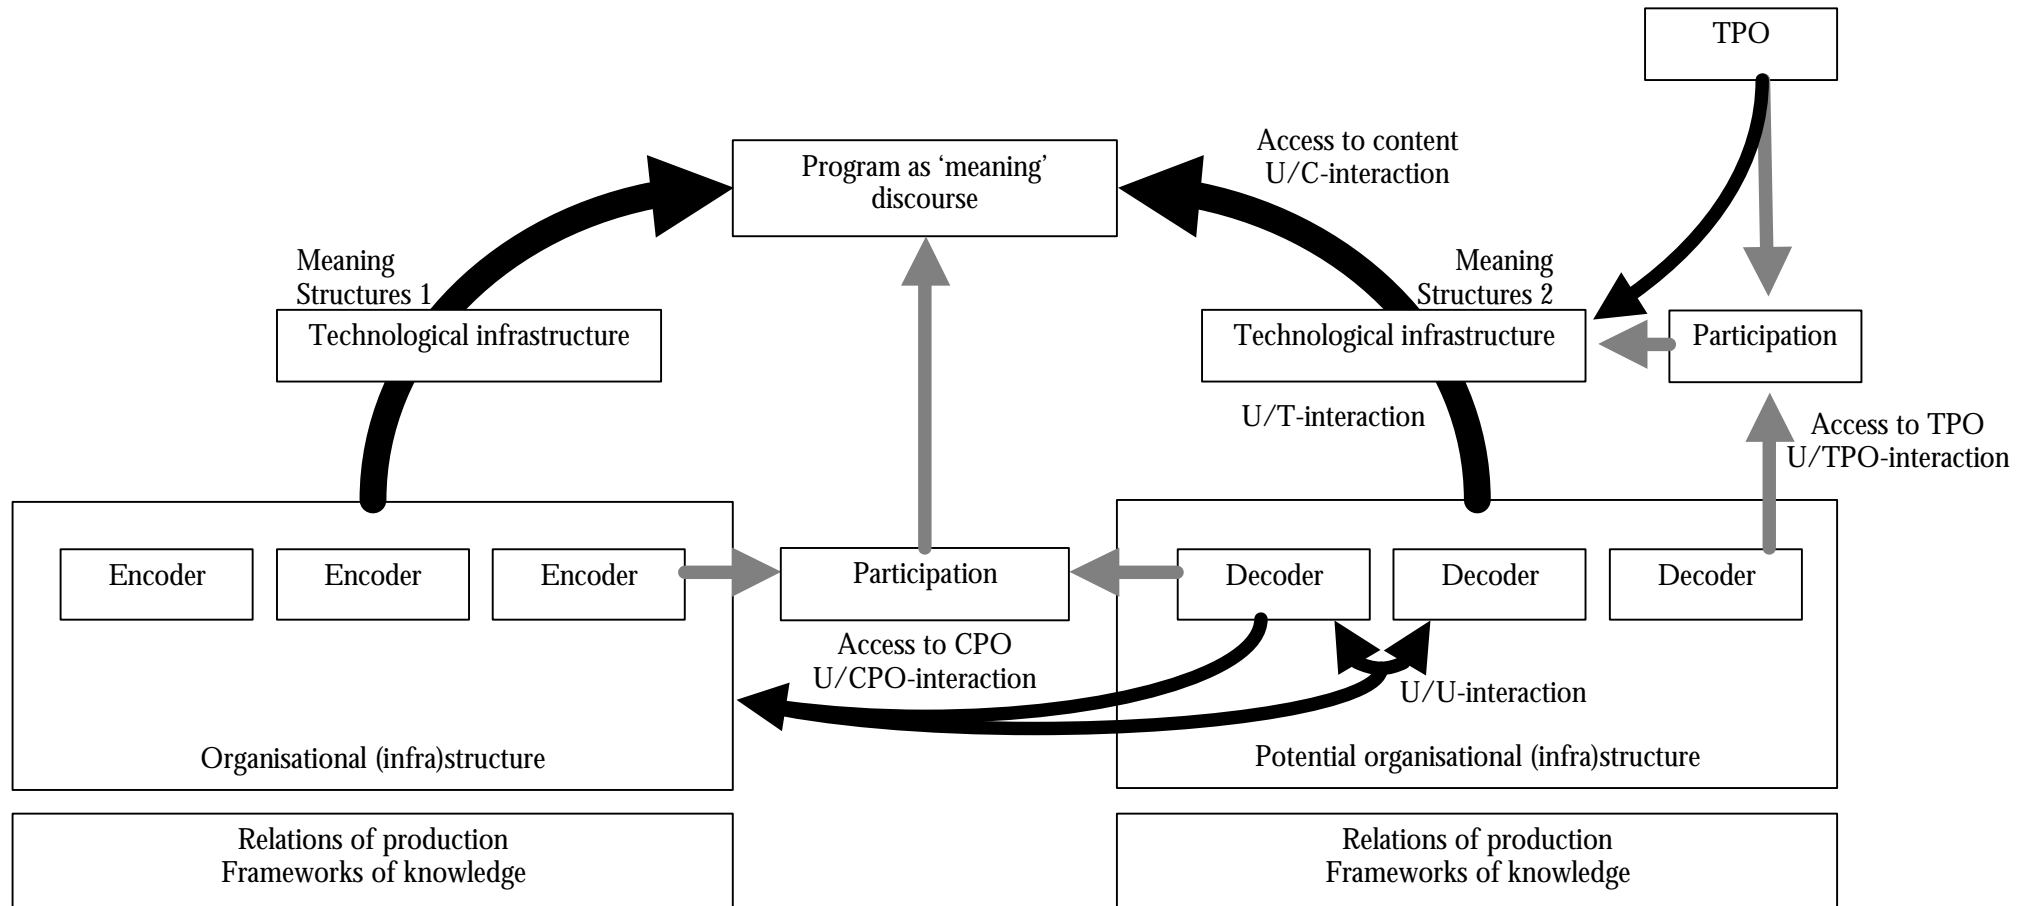 TPO
Access to content
U/C-interaction
Program as ‘meaning’
discourse
Meaning
Structures 1
Meaning
Structures 2
Technological infrastructure
Technological infrastructure
Participation
U/T-interaction
Access to TPO
U/TPO-interaction
Encoder
Encoder
Encoder
Participation
Decoder
Decoder
Decoder
Access to CPO
U/CPO-interaction
U/U-interaction
Organisational (infra)structure
Potential organisational (infra)structure
Relations of production
Frameworks of knowledge
Relations of production
Frameworks of knowledge